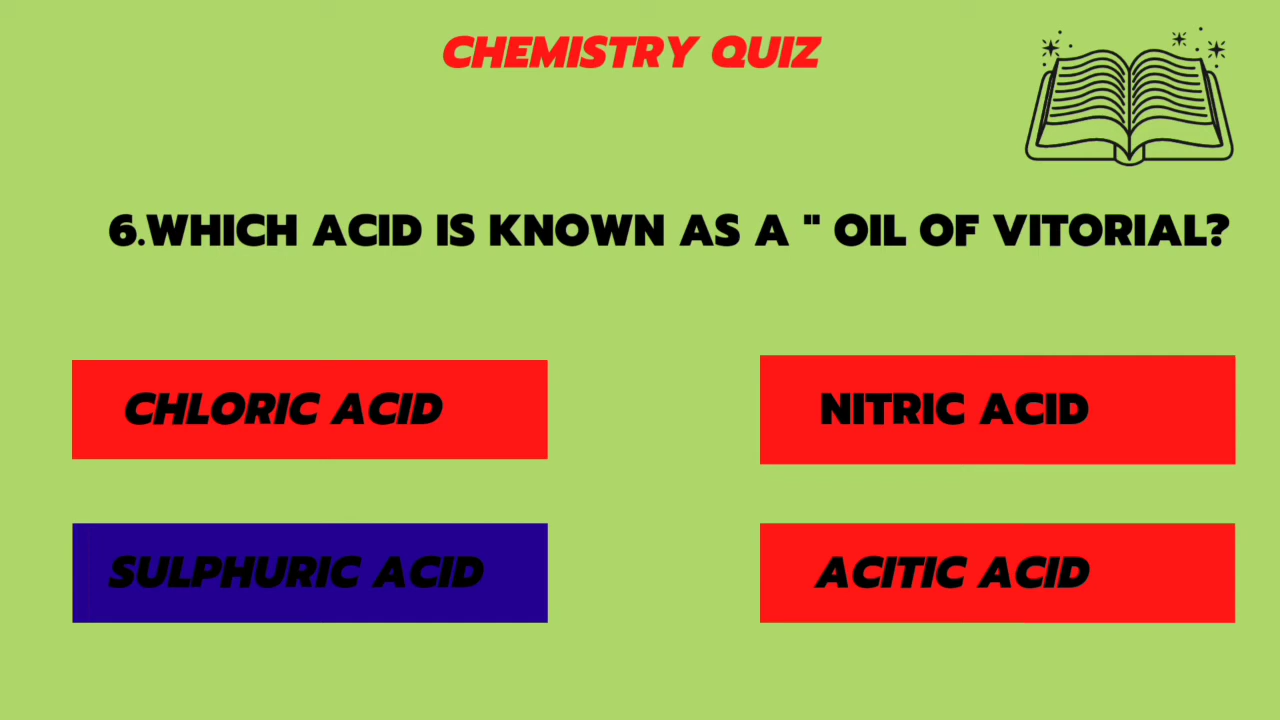 CHEMISTRY QUIZ
6.WHICH ACID IS KNOWN AS A " OIL OF VITORIAL?
CHLORIC ACID
NITRIC ACID
SULPHURIC ACID
ACITIC ACID